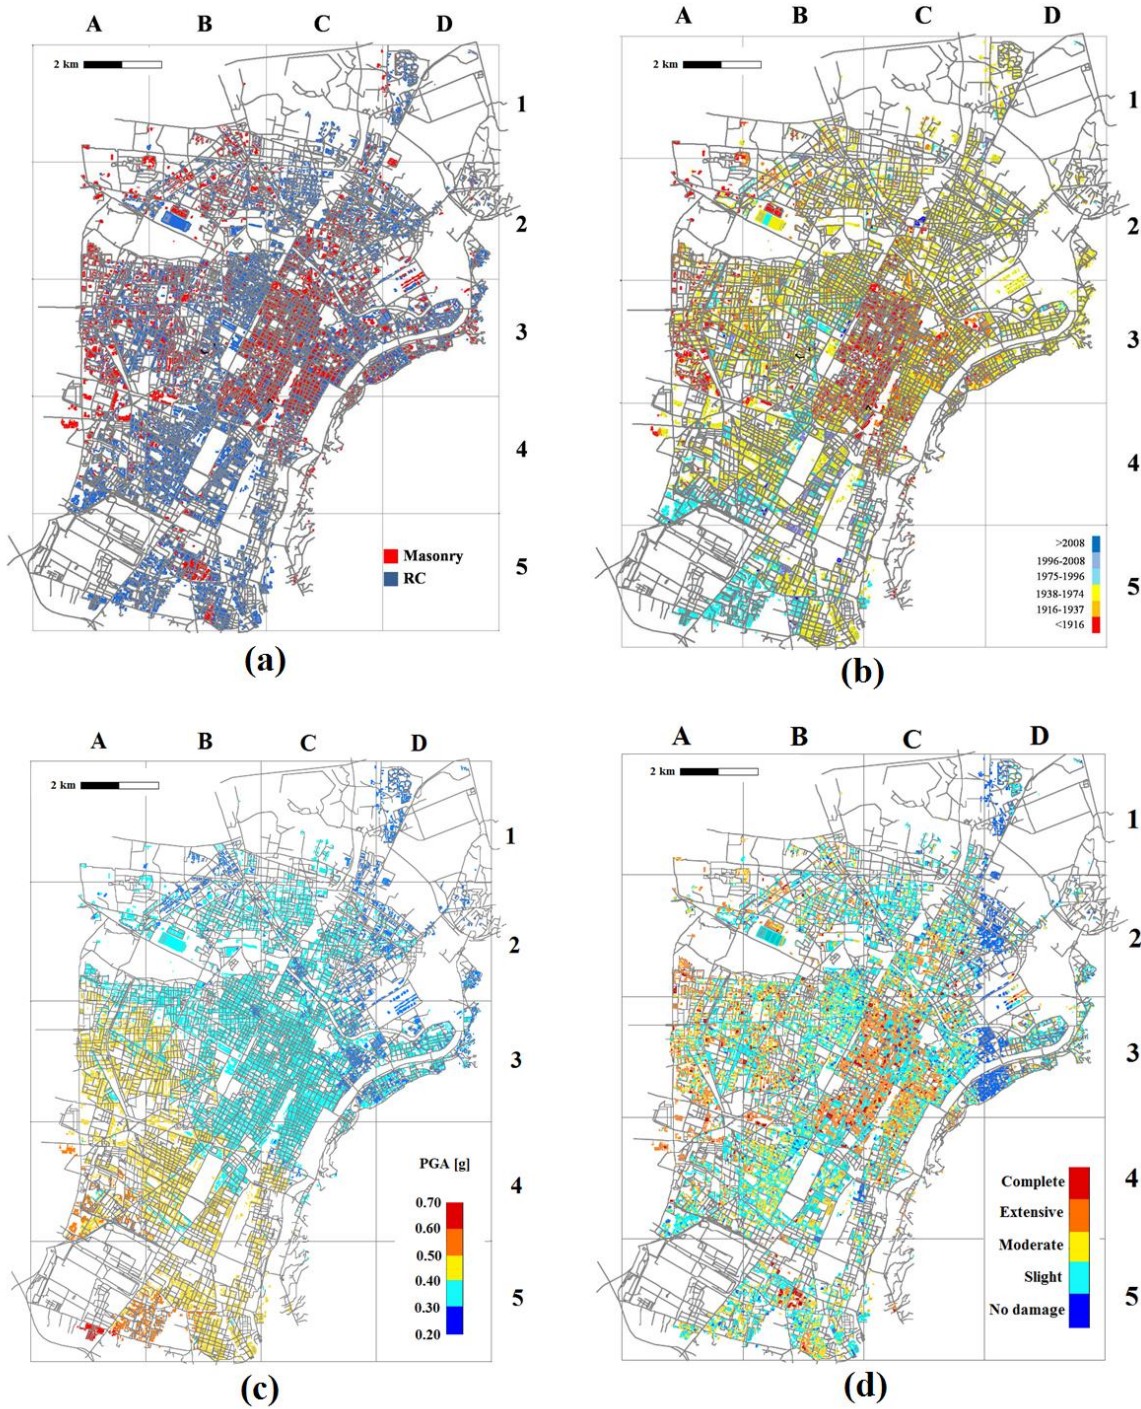 A B C D
2 km
1
2
3
4
5
Masonry
RC
(a)
A B C D
2 km
1
2
3
4
5
>2008
1996-2008
1975-1996
1938-1974
1916-1937
<1916
(b)
A B C D
2 km
1
2
3
4
5
PGA [g]
0.70
0.60
0.50
0.40
0.30
0.20
(c)
A B C D
2 km
1
2
3
4
5
Complete
Extensive
Moderate
Slight
No damage
(d)